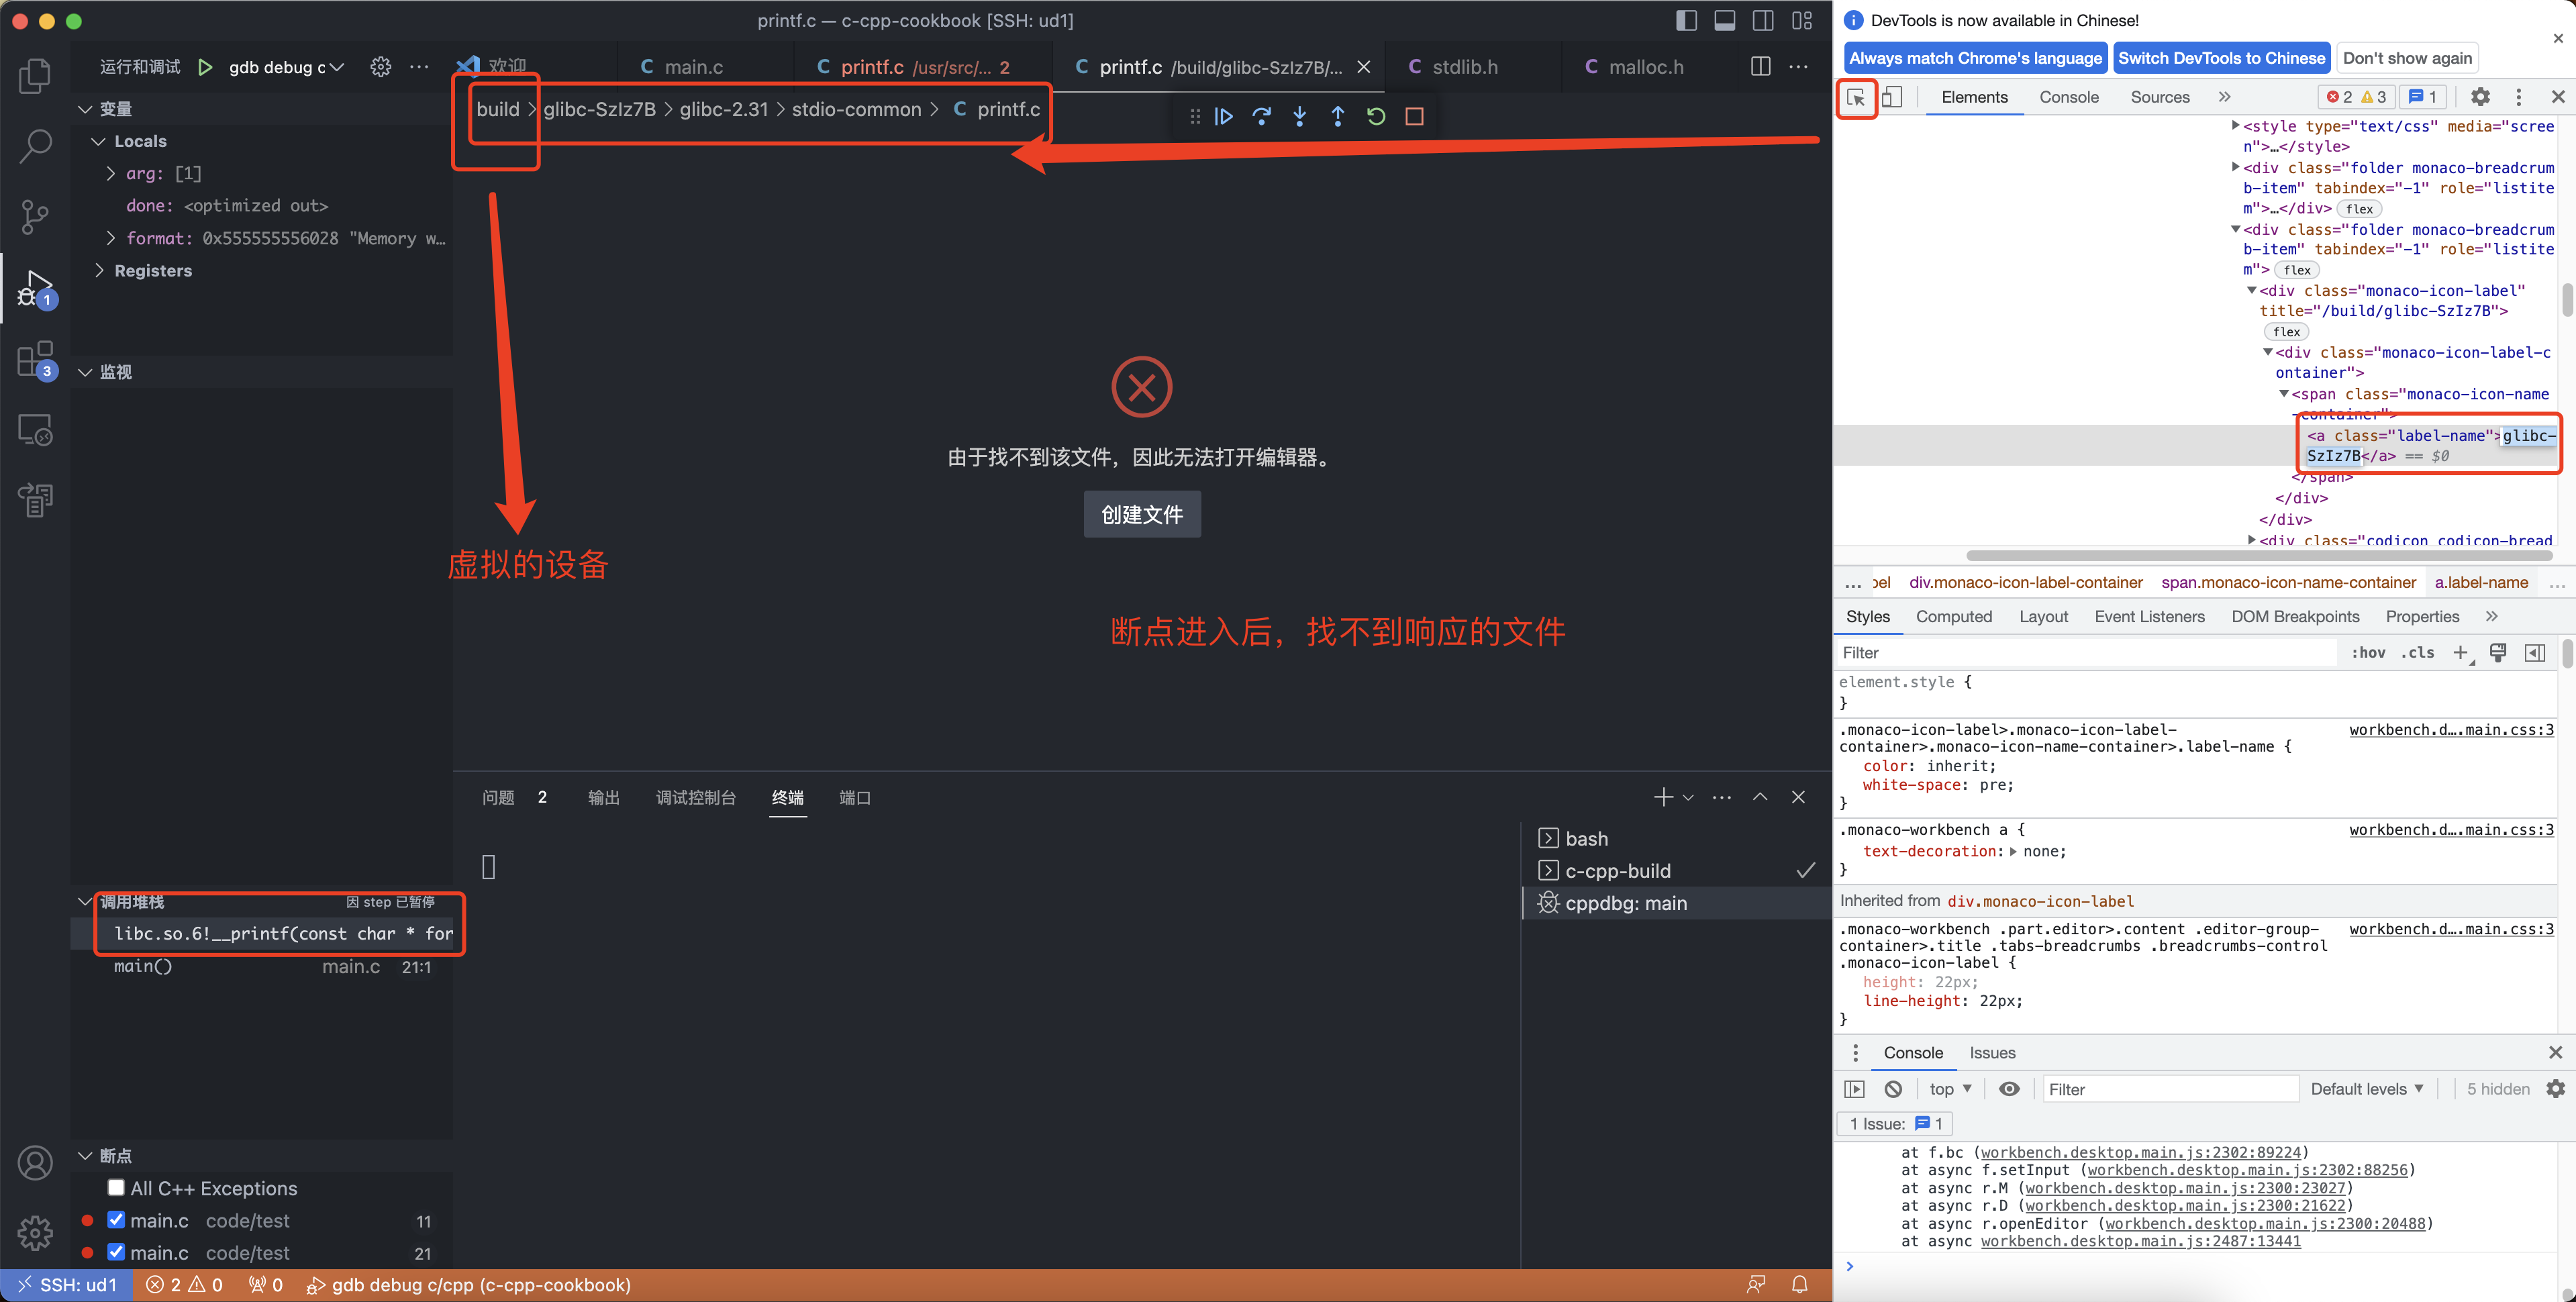 printf.c — c-cpp-cookbook [SSH: ud1]
运行和调试 gdb debug c
欢迎
main.c
printf.c /usr/src/... 2
printf.c /build/glibc-SzIz7B/...
stdlib.h
malloc.h
build > glibc-SzIz7B > glibc-2.31 > stdio-common > C printf.c
变量
Locals
arg: [1]
done: <optimized out>
format: 0x555555556028 "Memory w…
Registers
监视
由于找不到该文件，因此无法打开编辑器。
创建文件
虚拟的设备
断点进入后，找不到响应的文件
1
3
调用堆栈 因 step 已暂停
libc.so.6!__printf(const char * for
main() main.c 21:1
断点
All C++ Exceptions
main.c code/test 11
main.c code/test 21
问题 2 输出 调试控制台 终端 端口
bash
c-cpp-build
cppdbg: main
SSH: ud1 2 0 0 gdb debug c/cpp (c-cpp-cookbook)
DevTools is now available in Chinese!
Always match Chrome's language Switch DevTools to Chinese Don't show again
Elements Console Sources 2 3 1
<style type="text/css" media="scree
n">…</style>
<div class="folder monaco-breadcrum
b-item" tabindex="-1" role="listite
m">…</div> flex
<div class="folder monaco-breadcrum
b-item" tabindex="-1" role="listite
m"> flex
<div class="monaco-icon-label"
title="/build/glibc-SzIz7B">
flex
<div class="monaco-icon-label-c
ontainer">
<span class="monaco-icon-name
-container">
<a class="label-name">glibc-
SzIz7B</a> == $0
</span>
</div>
</div>
<div class="codicon codicon-bread
... bel div.monaco-icon-label-container span.monaco-icon-name-container a.label-name ...
Styles Computed Layout Event Listeners DOM Breakpoints Properties
Filter :hov .cls
element.style {
}
.monaco-icon-label>.monaco-icon-label- workbench.d….main.css:3
container>.monaco-icon-name-container>.label-name {
color: inherit;
white-space: pre;
}
.monaco-workbench a { workbench.d….main.css:3
text-decoration: none;
}
Inherited from div.monaco-icon-label
.monaco-workbench .part.editor>.content .editor-group- workbench.d….main.css:3
container>.title .tabs-breadcrumbs .breadcrumbs-control
.monaco-icon-label {
height: 22px;
line-height: 22px;
}
Console Issues
top Filter Default levels 5 hidden
1 Issue: 1
at f.bc (workbench.desktop.main.js:2302:89224)
at async f.setInput (workbench.desktop.main.js:2302:88256)
at async r.M (workbench.desktop.main.js:2300:23027)
at async r.D (workbench.desktop.main.js:2300:21622)
at async r.openEditor (workbench.desktop.main.js:2300:20488)
at async workbench.desktop.main.js:2487:13441